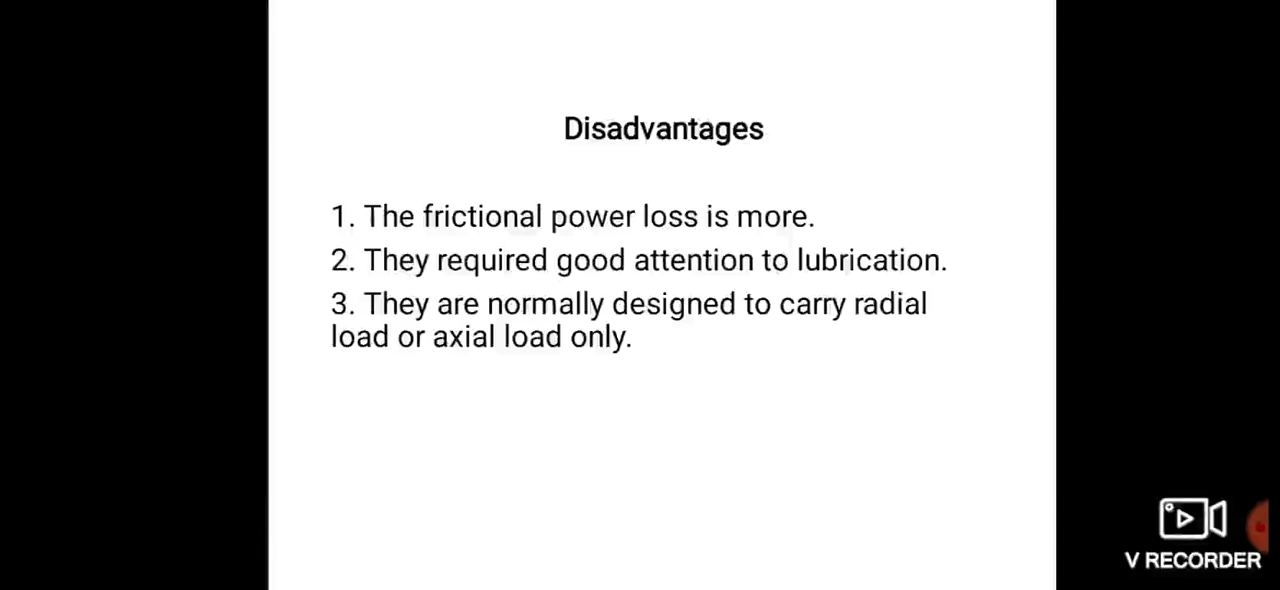 Disadvantages
1. The frictional power loss is more.
2. They required good attention to lubrication.
3. They are normally designed to carry radial
load or axial load only.
V RECORDER